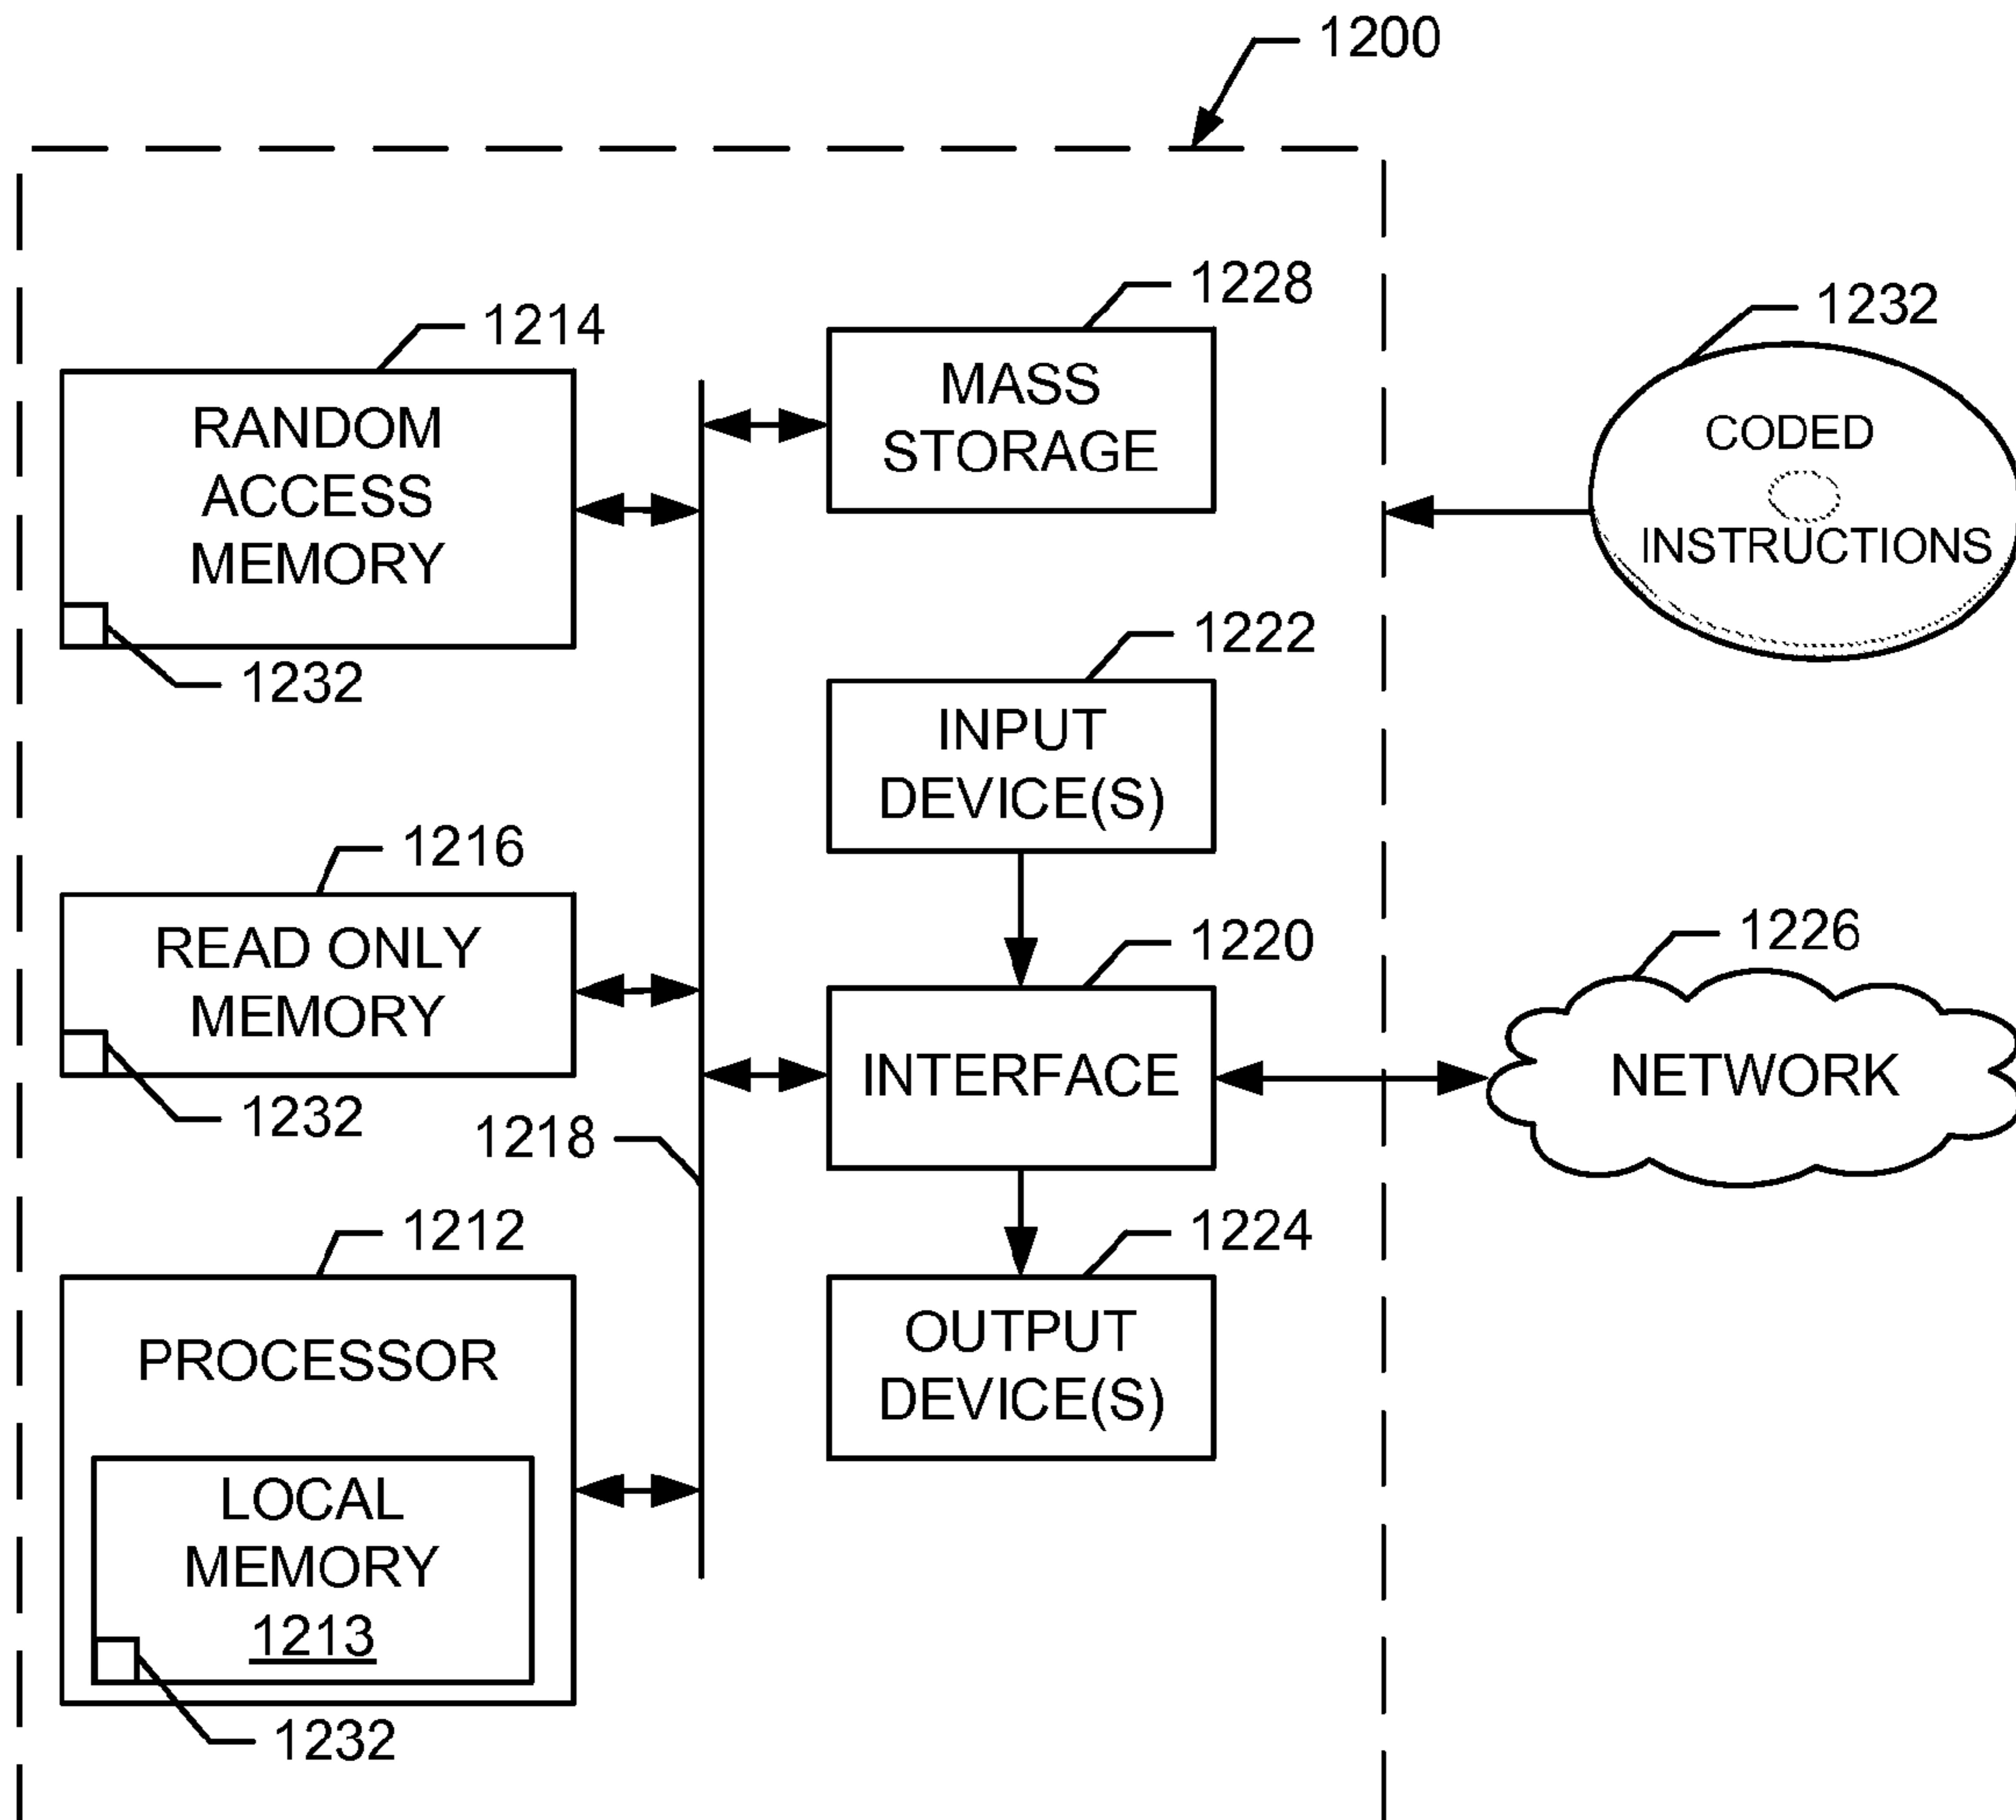 1200
1228
MASS
STORAGE
1214
RANDOM
ACCESS
MEMORY
1232
1232
CODED
INSTRUCTIONS
1222
INPUT
DEVICE(S)
1216
READ ONLY
MEMORY
1232
1220
INTERFACE
1226
NETWORK
1218
1212
PROCESSOR
LOCAL
MEMORY
1213
1232
1224
OUTPUT
DEVICE(S)